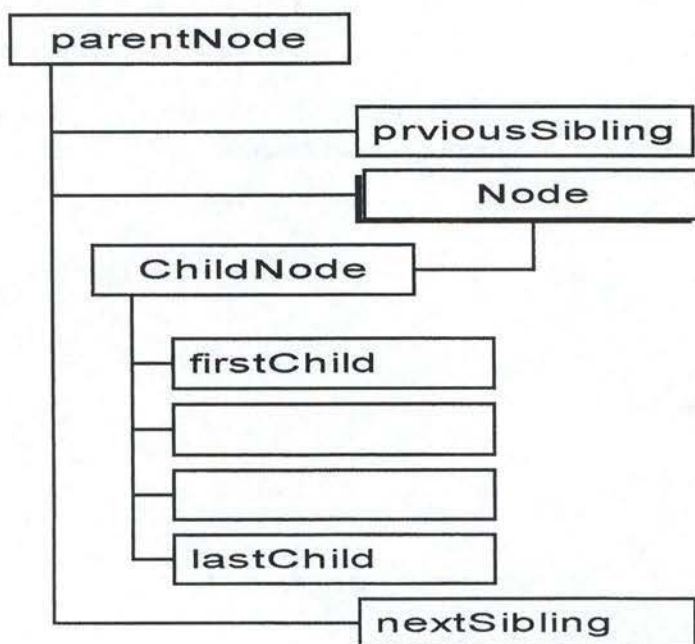 parentNode
prviousSibling
Node
ChildNode
firstChild
lastChild
nextSibling